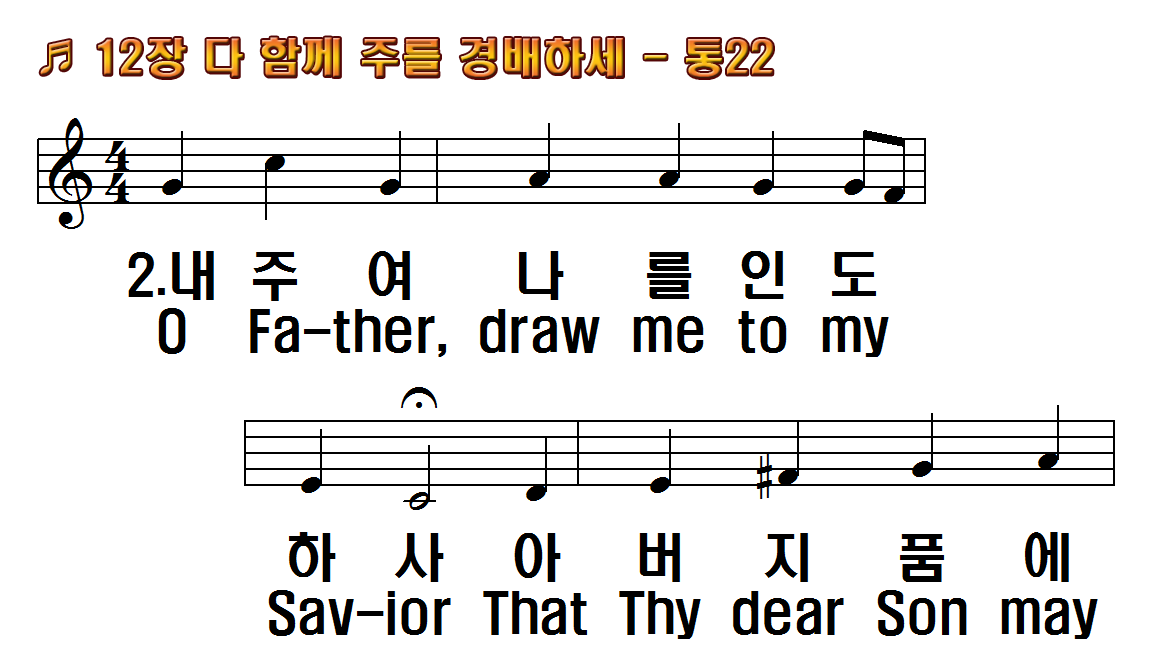 ♬ 12장 다 함께 주를 경배하세 - 통22
2.내 주 여 나 를 인 도
O Fa-ther, draw me to my
하 사 아 버 지 품 에
Sav-ior That Thy dear Son may